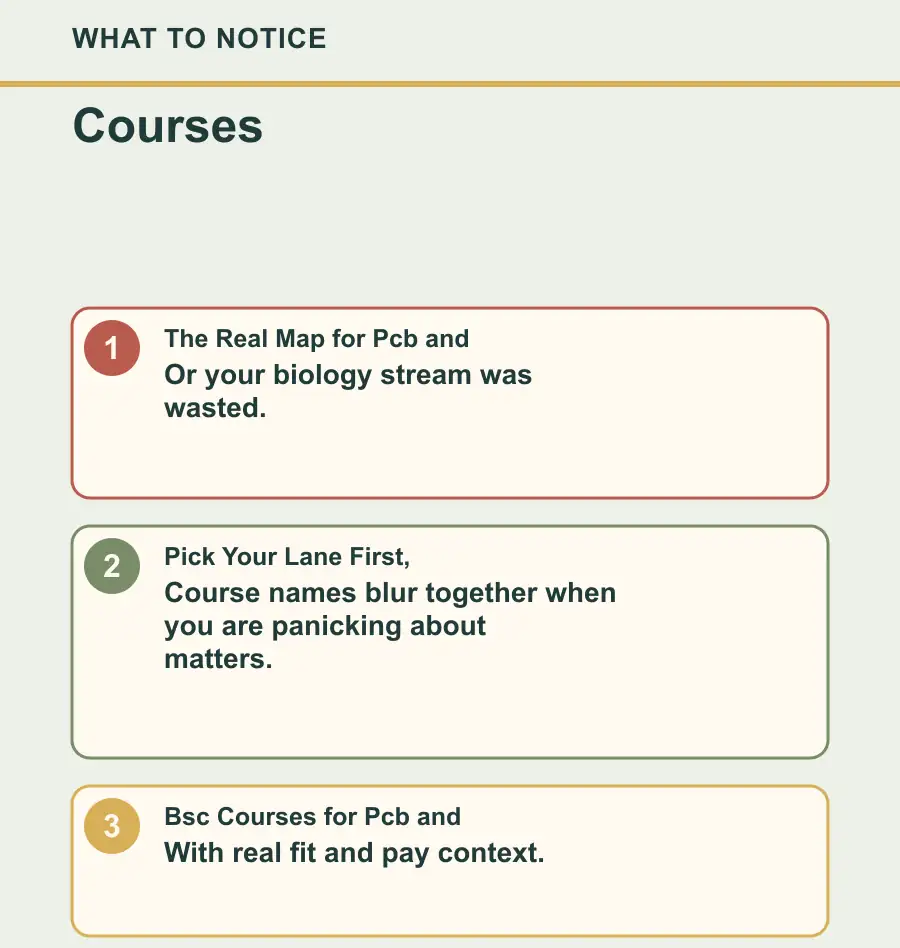 WHAT TO NOTICE
Courses
1
The Real Map for Pcb and
Or your biology stream was
wasted.
2
Pick Your Lane First,
Course names blur together when
you are panicking about
matters.
3
Bsc Courses for Pcb and
With real fit and pay context.